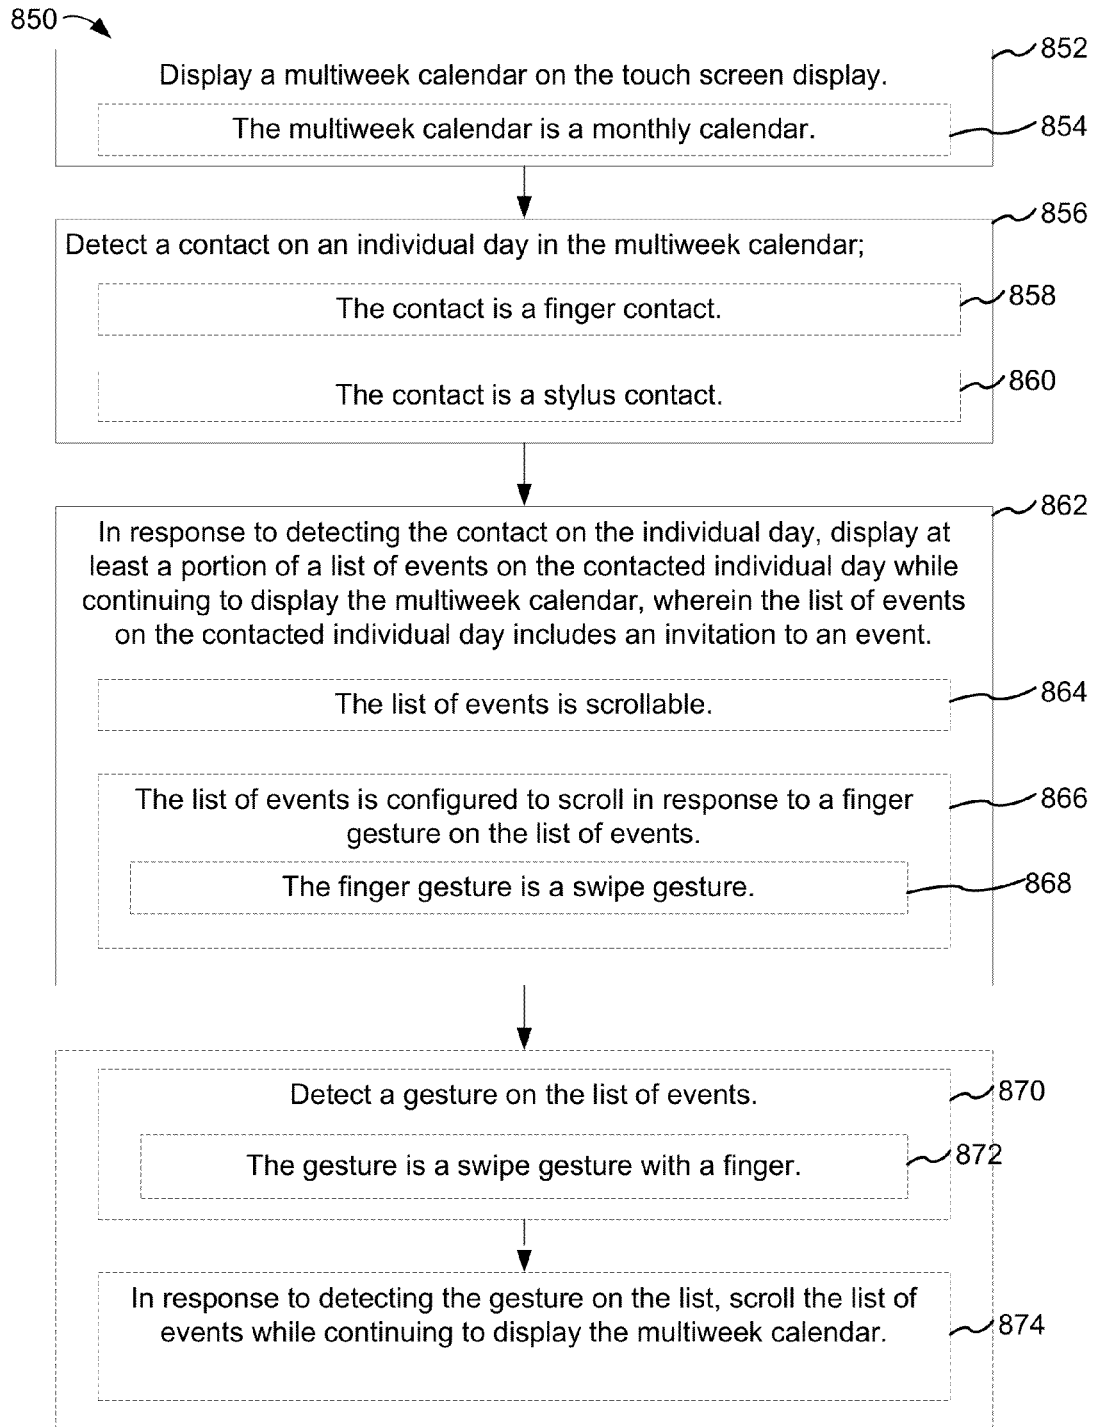 850
852
Display a multiweek calendar on the touch screen display.
The multiweek calendar is a monthly calendar.
854
856
Detect a contact on an individual day in the multiweek calendar;
The contact is a finger contact.
858
The contact is a stylus contact.
860
862
In response to detecting the contact on the individual day, display at
least a portion of a list of events on the contacted individual day while
continuing to display the multiweek calendar, wherein the list of events
on the contacted individual day includes an invitation to an event.
The list of events is scrollable.
864
The list of events is configured to scroll in response to a finger
gesture on the list of events.
866
The finger gesture is a swipe gesture.
868
Detect a gesture on the list of events.
870
The gesture is a swipe gesture with a finger.
872
In response to detecting the gesture on the list, scroll the list of
events while continuing to display the multiweek calendar.
874